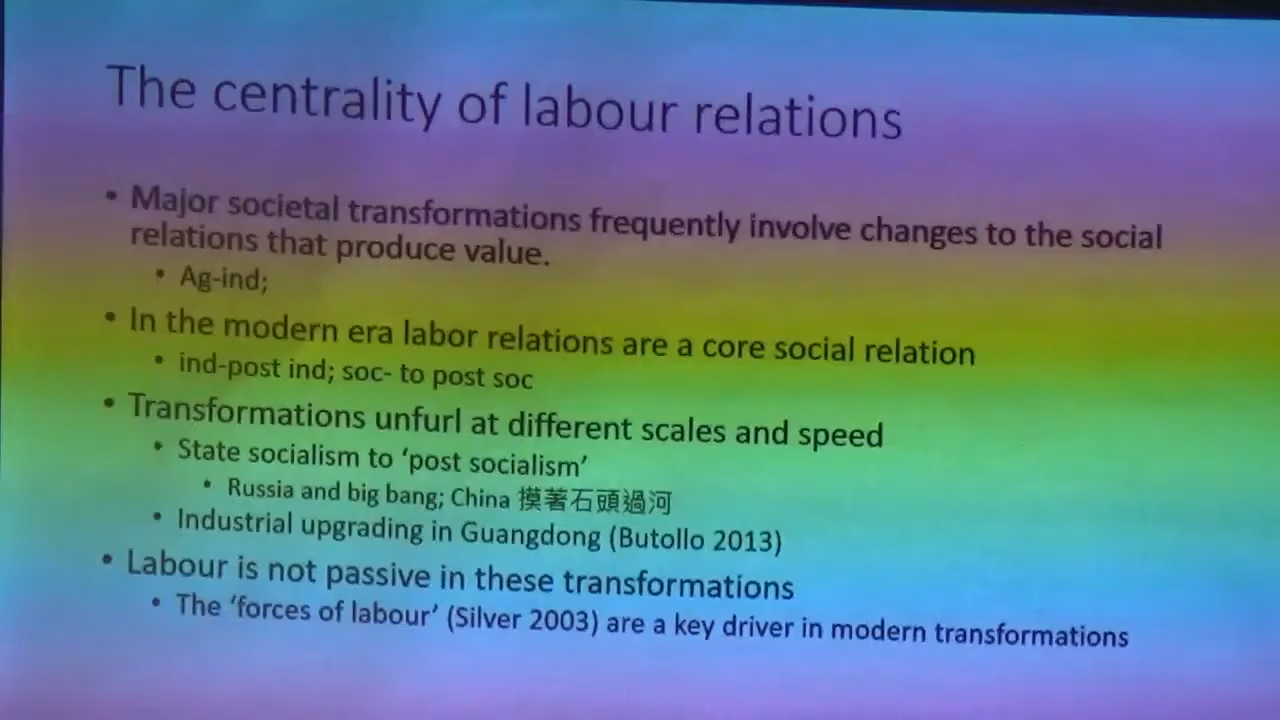 The centrality of labour relations
• Major societal transformations frequently involve changes to the social
relations that produce value.
• Ag-ind;
• In the modern era labor relations are a core social relation
• ind-post ind; soc- to post soc
• Transformations unfurl at different scales and speed
• State socialism to ‘post socialism’
• Russia and big bang; China 摸著石頭過河
• Industrial upgrading in Guangdong (Butollo 2013)
• Labour is not passive in these transformations
• The ‘forces of labour’ (Silver 2003) are a key driver in modern transformations